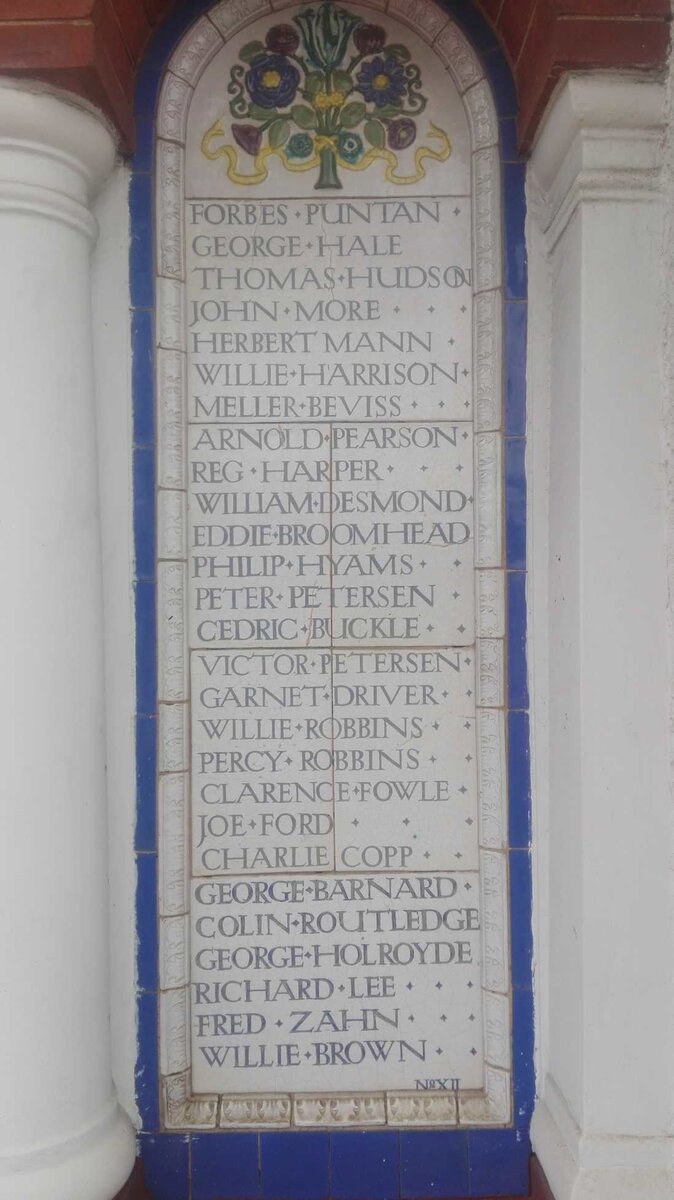 FORBES · PUNTAN ·
GEORGE · HALE
THOMAS · HUDSON
JOHN · MORE · · ·
HERBERT MANN ·
WILLIE · HARRISON ·
MELLER · BEVISS · · ·
ARNOLD · PEARSON ·
REG · HARPER · · ·
WILLIAM · DESMOND ·
EDDIE · BROOMHEAD
PHILIP · HYAMS · ·
PETER · PETERSEN ·
CEDRIC · BUCKLE · ·
VICTOR · PETERSEN ·
GARNET · DRIVER · ·
WILLIE · ROBBINS · ·
PERCY · ROBBINS · ·
CLARENCE · FOWLE ·
JOE · FORD · · ·
CHARLIE COPP · ·
GEORGE · BARNARD ·
COLIN · ROUTLEDGE
GEORGE · HOLROYDE
RICHARD · LEE · · ·
FRED · ZAHN · · ·
WILLIE · BROWN · ·
No XII